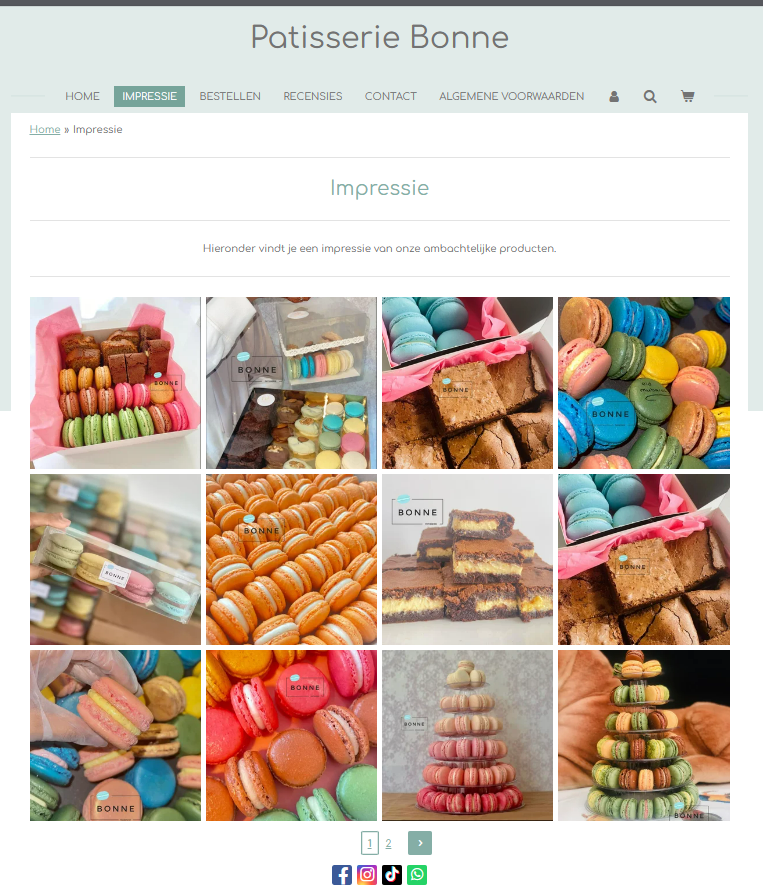 Patisserie Bonne
HOME IMPRESSIE BESTELLEN RECENSIES CONTACT ALGEMENE VOORWAARDEN
Home » Impressie
Impressie
Hieronder vindt je een impressie van onze ambachtelijke producten.
BONNE
BONNE
BONNE
BONNE
BONNE
BONNE
BONNE
BONNE
BONNE
BONNE
BONNE
BONNE
1 2 ›